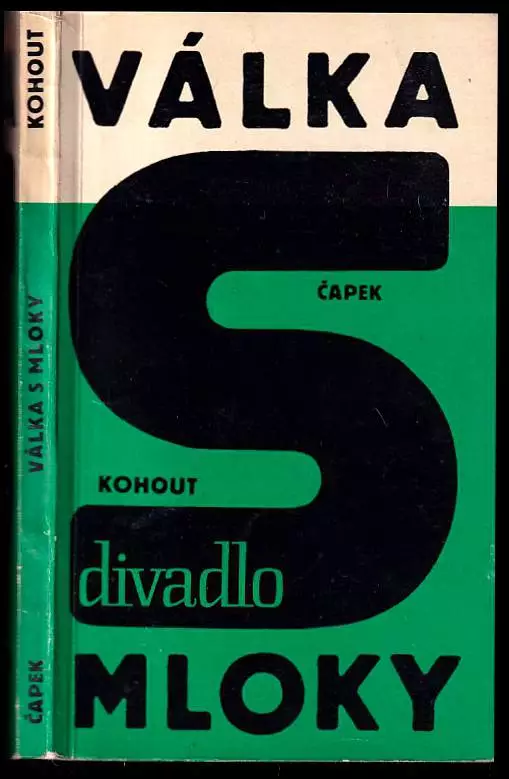 KOHOUT
VÁLKA S MLOKY
ČAPEK
VÁLKA
S
ČAPEK
KOHOUT
divadlo
MLOKY